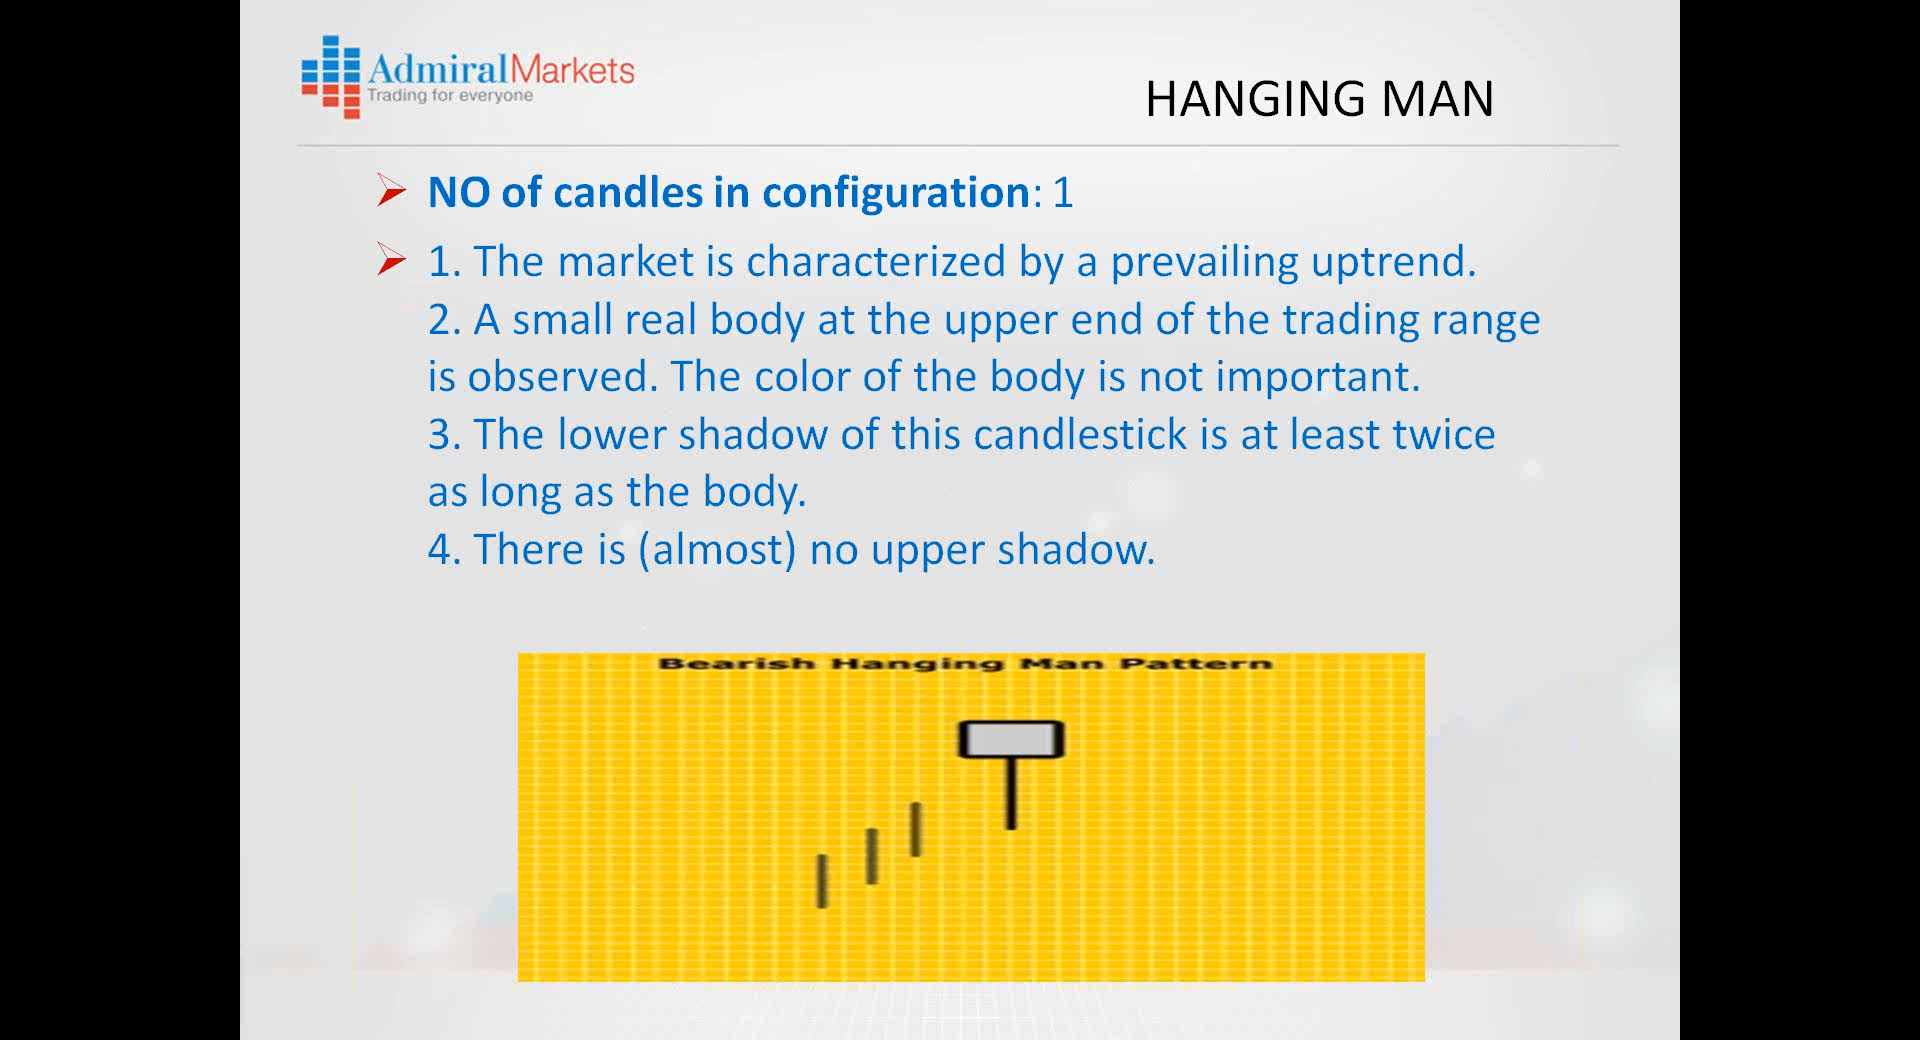 AdmiralMarkets
Trading for everyone
HANGING MAN
NO of candles in configuration: 1
1. The market is characterized by a prevailing uptrend.
2. A small real body at the upper end of the trading range
is observed. The color of the body is not important.
3. The lower shadow of this candlestick is at least twice
as long as the body.
4. There is (almost) no upper shadow.
Bearish Hanging Man Pattern